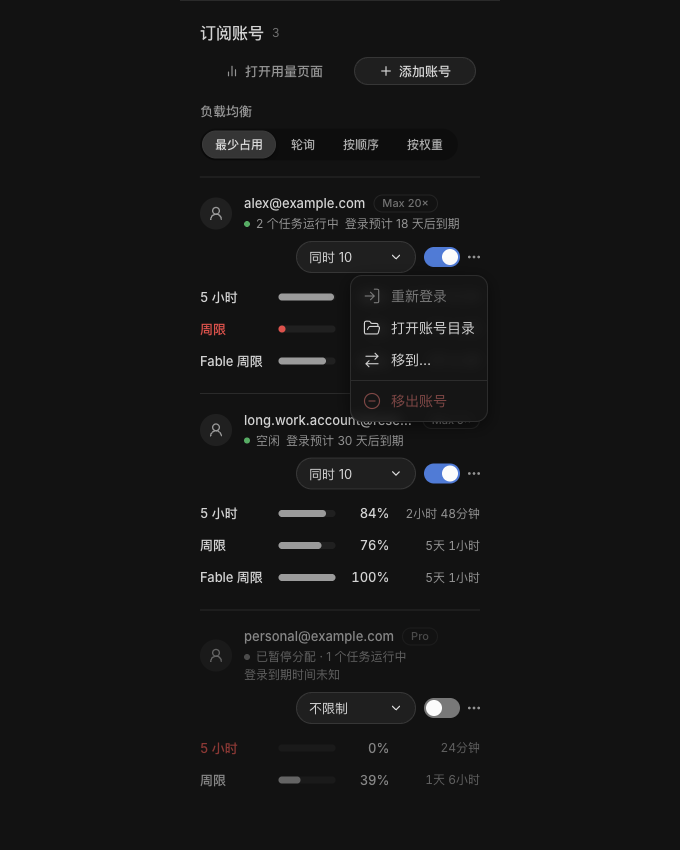 订阅账号 3
打开用量页面
添加账号
负载均衡
最少占用 轮询 按顺序 按权重
alex@example.com Max 20×
2 个任务运行中 登录预计 18 天后到期
同时 10
5 小时
重新登录
打开账号目录
周限
移到...
Fable 周限
移出账号
long.work.account@rese...
空闲 登录预计 30 天后到期
同时 10
5 小时 84% 2小时 48分钟
周限 76% 5天 1小时
Fable 周限 100% 5天 1小时
personal@example.com Pro
已暂停分配 · 1 个任务运行中
登录到期时间未知
不限制
5 小时 0% 24分钟
周限 39% 1天 6小时